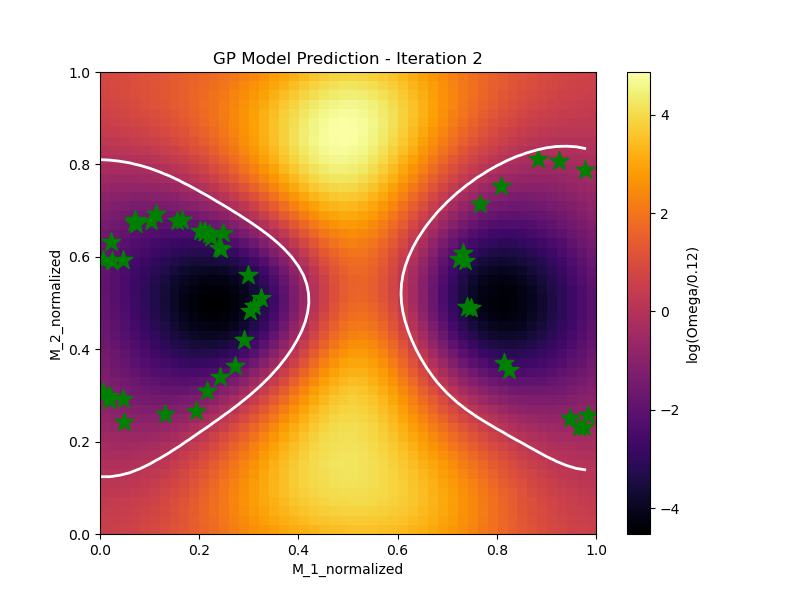 GP Model Prediction - Iteration 2
1.0
0.8
0.6
0.4
0.2
0.0
M_2_normalized
0.0 0.2 0.4 0.6 0.8 1.0
M_1_normalized
4
2
0
−2
−4
log(Omega/0.12)